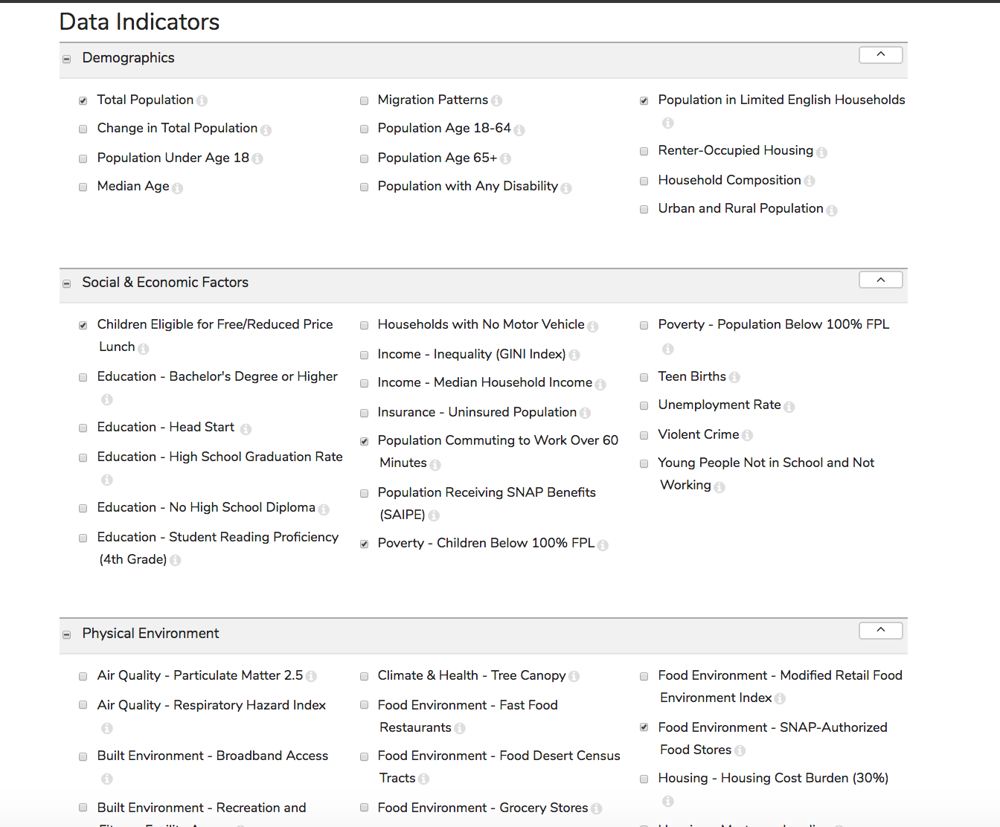 Data Indicators
Demographics
Total Population
Change in Total Population
Population Under Age 18
Median Age
Migration Patterns
Population Age 18-64
Population Age 65+
Population with Any Disability
Population in Limited English Households
Renter-Occupied Housing
Household Composition
Urban and Rural Population
Social & Economic Factors
Children Eligible for Free/Reduced Price
Lunch
Education - Bachelor's Degree or Higher
Education - Head Start
Education - High School Graduation Rate
Education - No High School Diploma
Education - Student Reading Proficiency
(4th Grade)
Households with No Motor Vehicle
Income - Inequality (GINI Index)
Income - Median Household Income
Insurance - Uninsured Population
Population Commuting to Work Over 60
Minutes
Population Receiving SNAP Benefits
(SAIPE)
Poverty - Children Below 100% FPL
Poverty - Population Below 100% FPL
Teen Births
Unemployment Rate
Violent Crime
Young People Not in School and Not
Working
Physical Environment
Air Quality - Particulate Matter 2.5
Air Quality - Respiratory Hazard Index
Built Environment - Broadband Access
Built Environment - Recreation and
Climate & Health - Tree Canopy
Food Environment - Fast Food
Restaurants
Food Environment - Food Desert Census
Tracts
Food Environment - Grocery Stores
Food Environment - Modified Retail Food
Environment Index
Food Environment - SNAP-Authorized
Food Stores
Housing - Housing Cost Burden (30%)